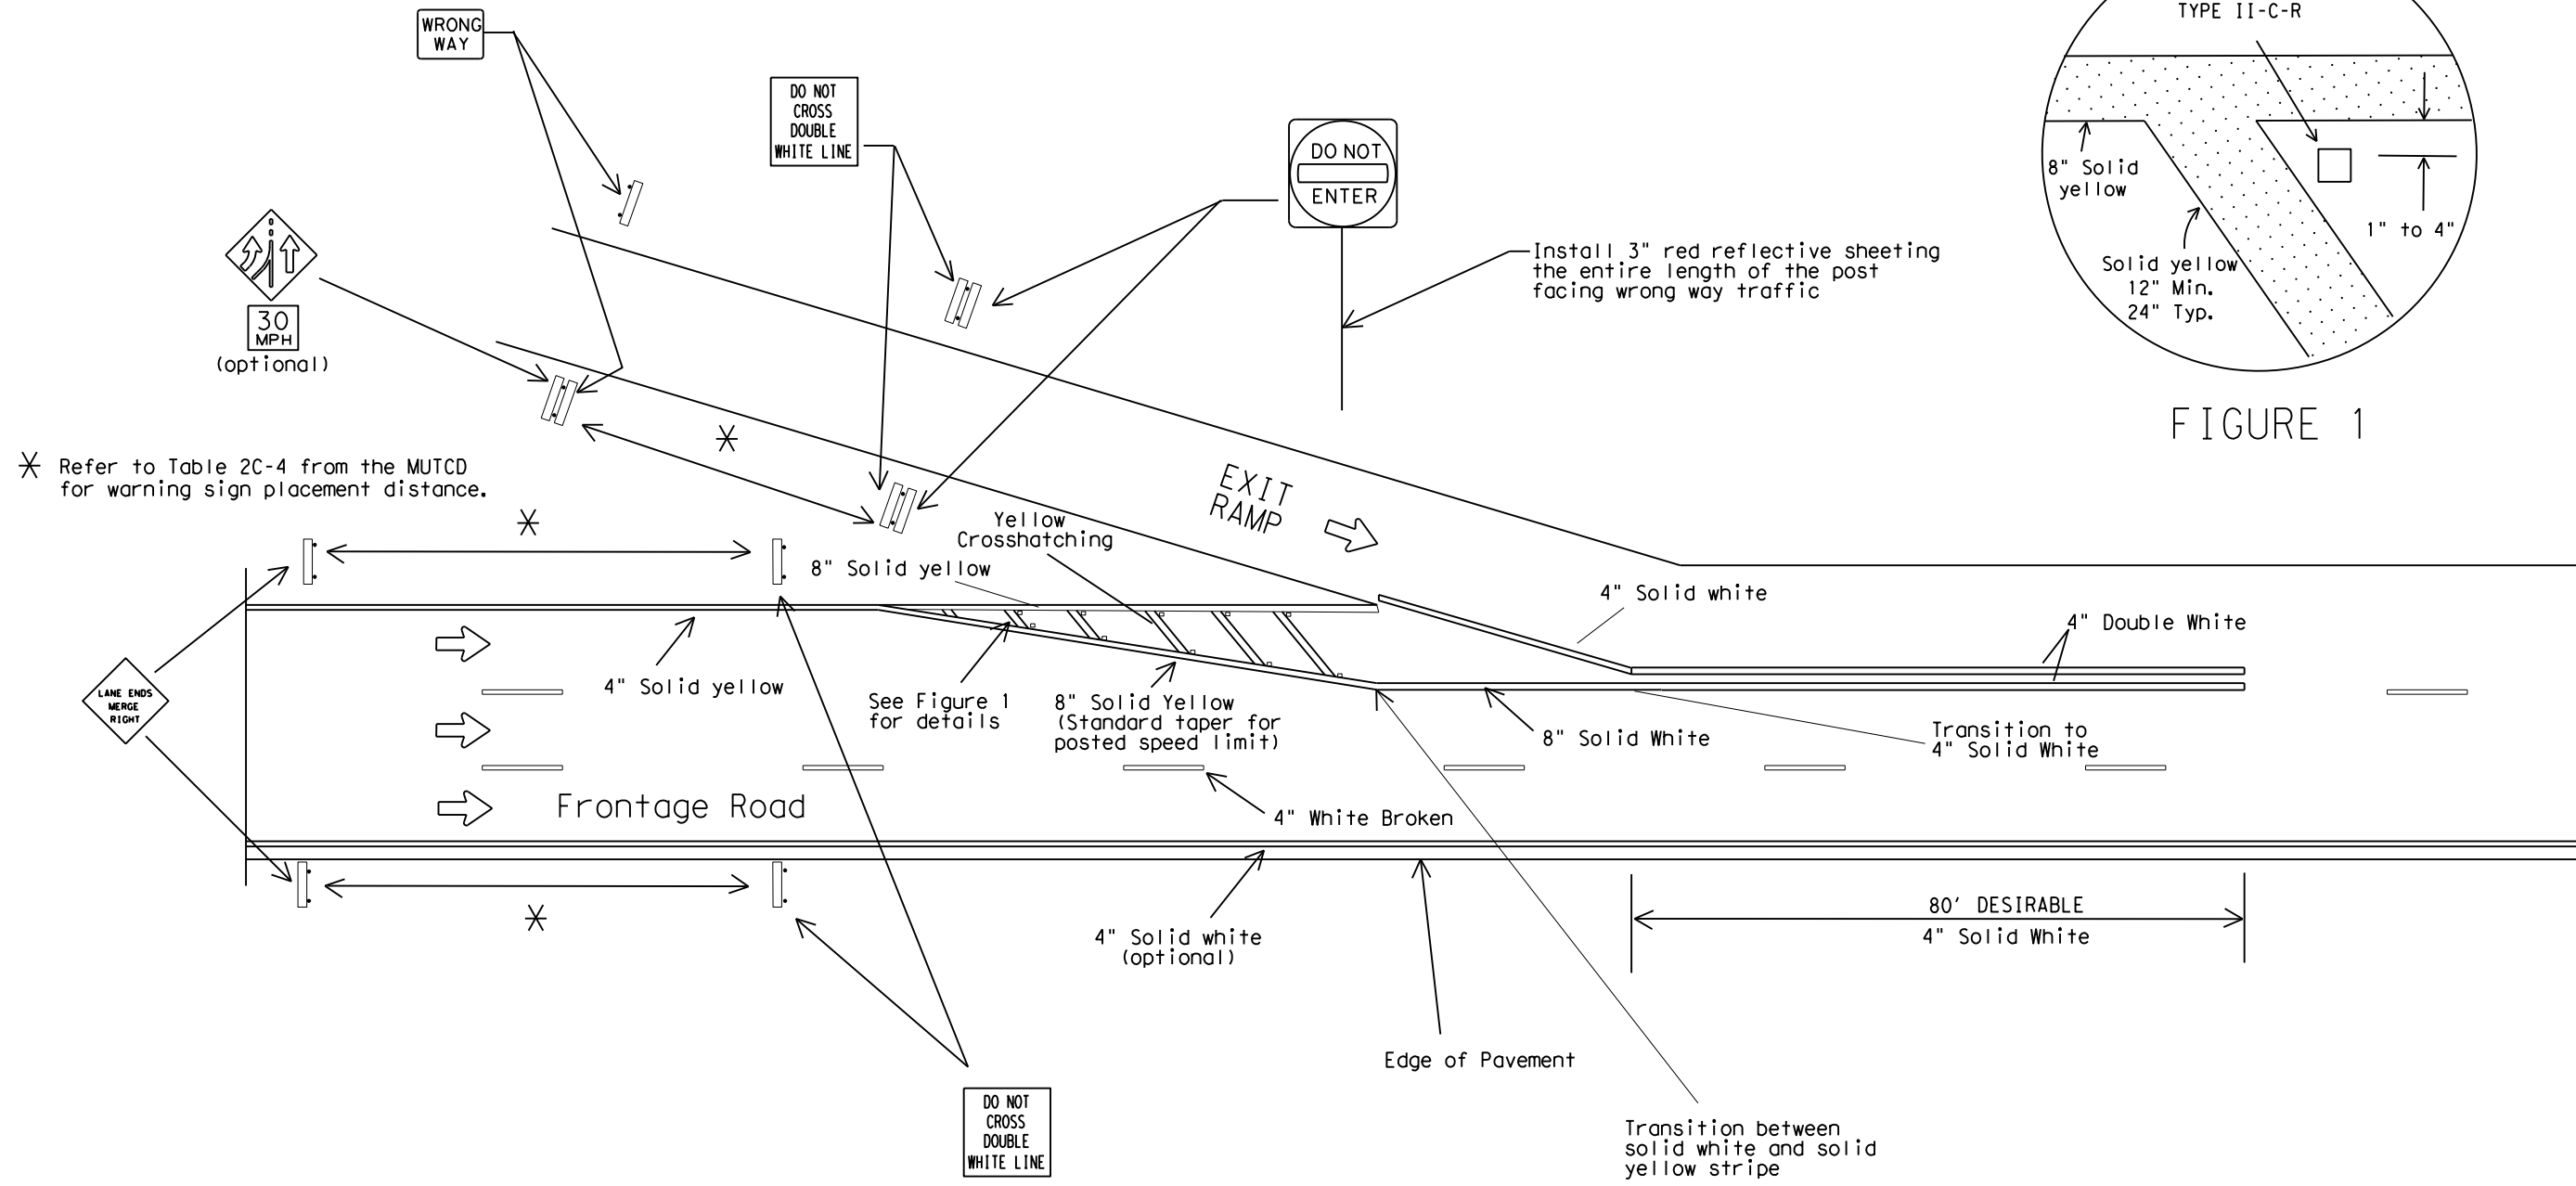 WRONG
WAY
DO NOT
CROSS
DOUBLE
WHITE LINE
DO NOT
ENTER
TYPE II-C-R
8" Solid
yellow
1" to 4"
Solid yellow
12" Min.
24" Typ.
FIGURE 1
Install 3" red reflective sheeting
the entire length of the post
facing wrong way traffic
30
MPH
(optional)
* Refer to Table 2C-4 from the MUTCD
for warning sign placement distance.
*
*
EXIT
RAMP
Yellow
Crosshatching
8" Solid yellow
4" Solid white
4" Double White
4" Solid yellow
LANE ENDS
MERGE
RIGHT
See Figure 1
for details
8" Solid Yellow
(Standard taper for
posted speed limit)
8" Solid White
Transition to
4" Solid White
Frontage Road
4" White Broken
*
4" Solid white
(optional)
80' DESIRABLE
4" Solid White
Edge of Pavement
DO NOT
CROSS
DOUBLE
WHITE LINE
Transition between
solid white and solid
yellow stripe